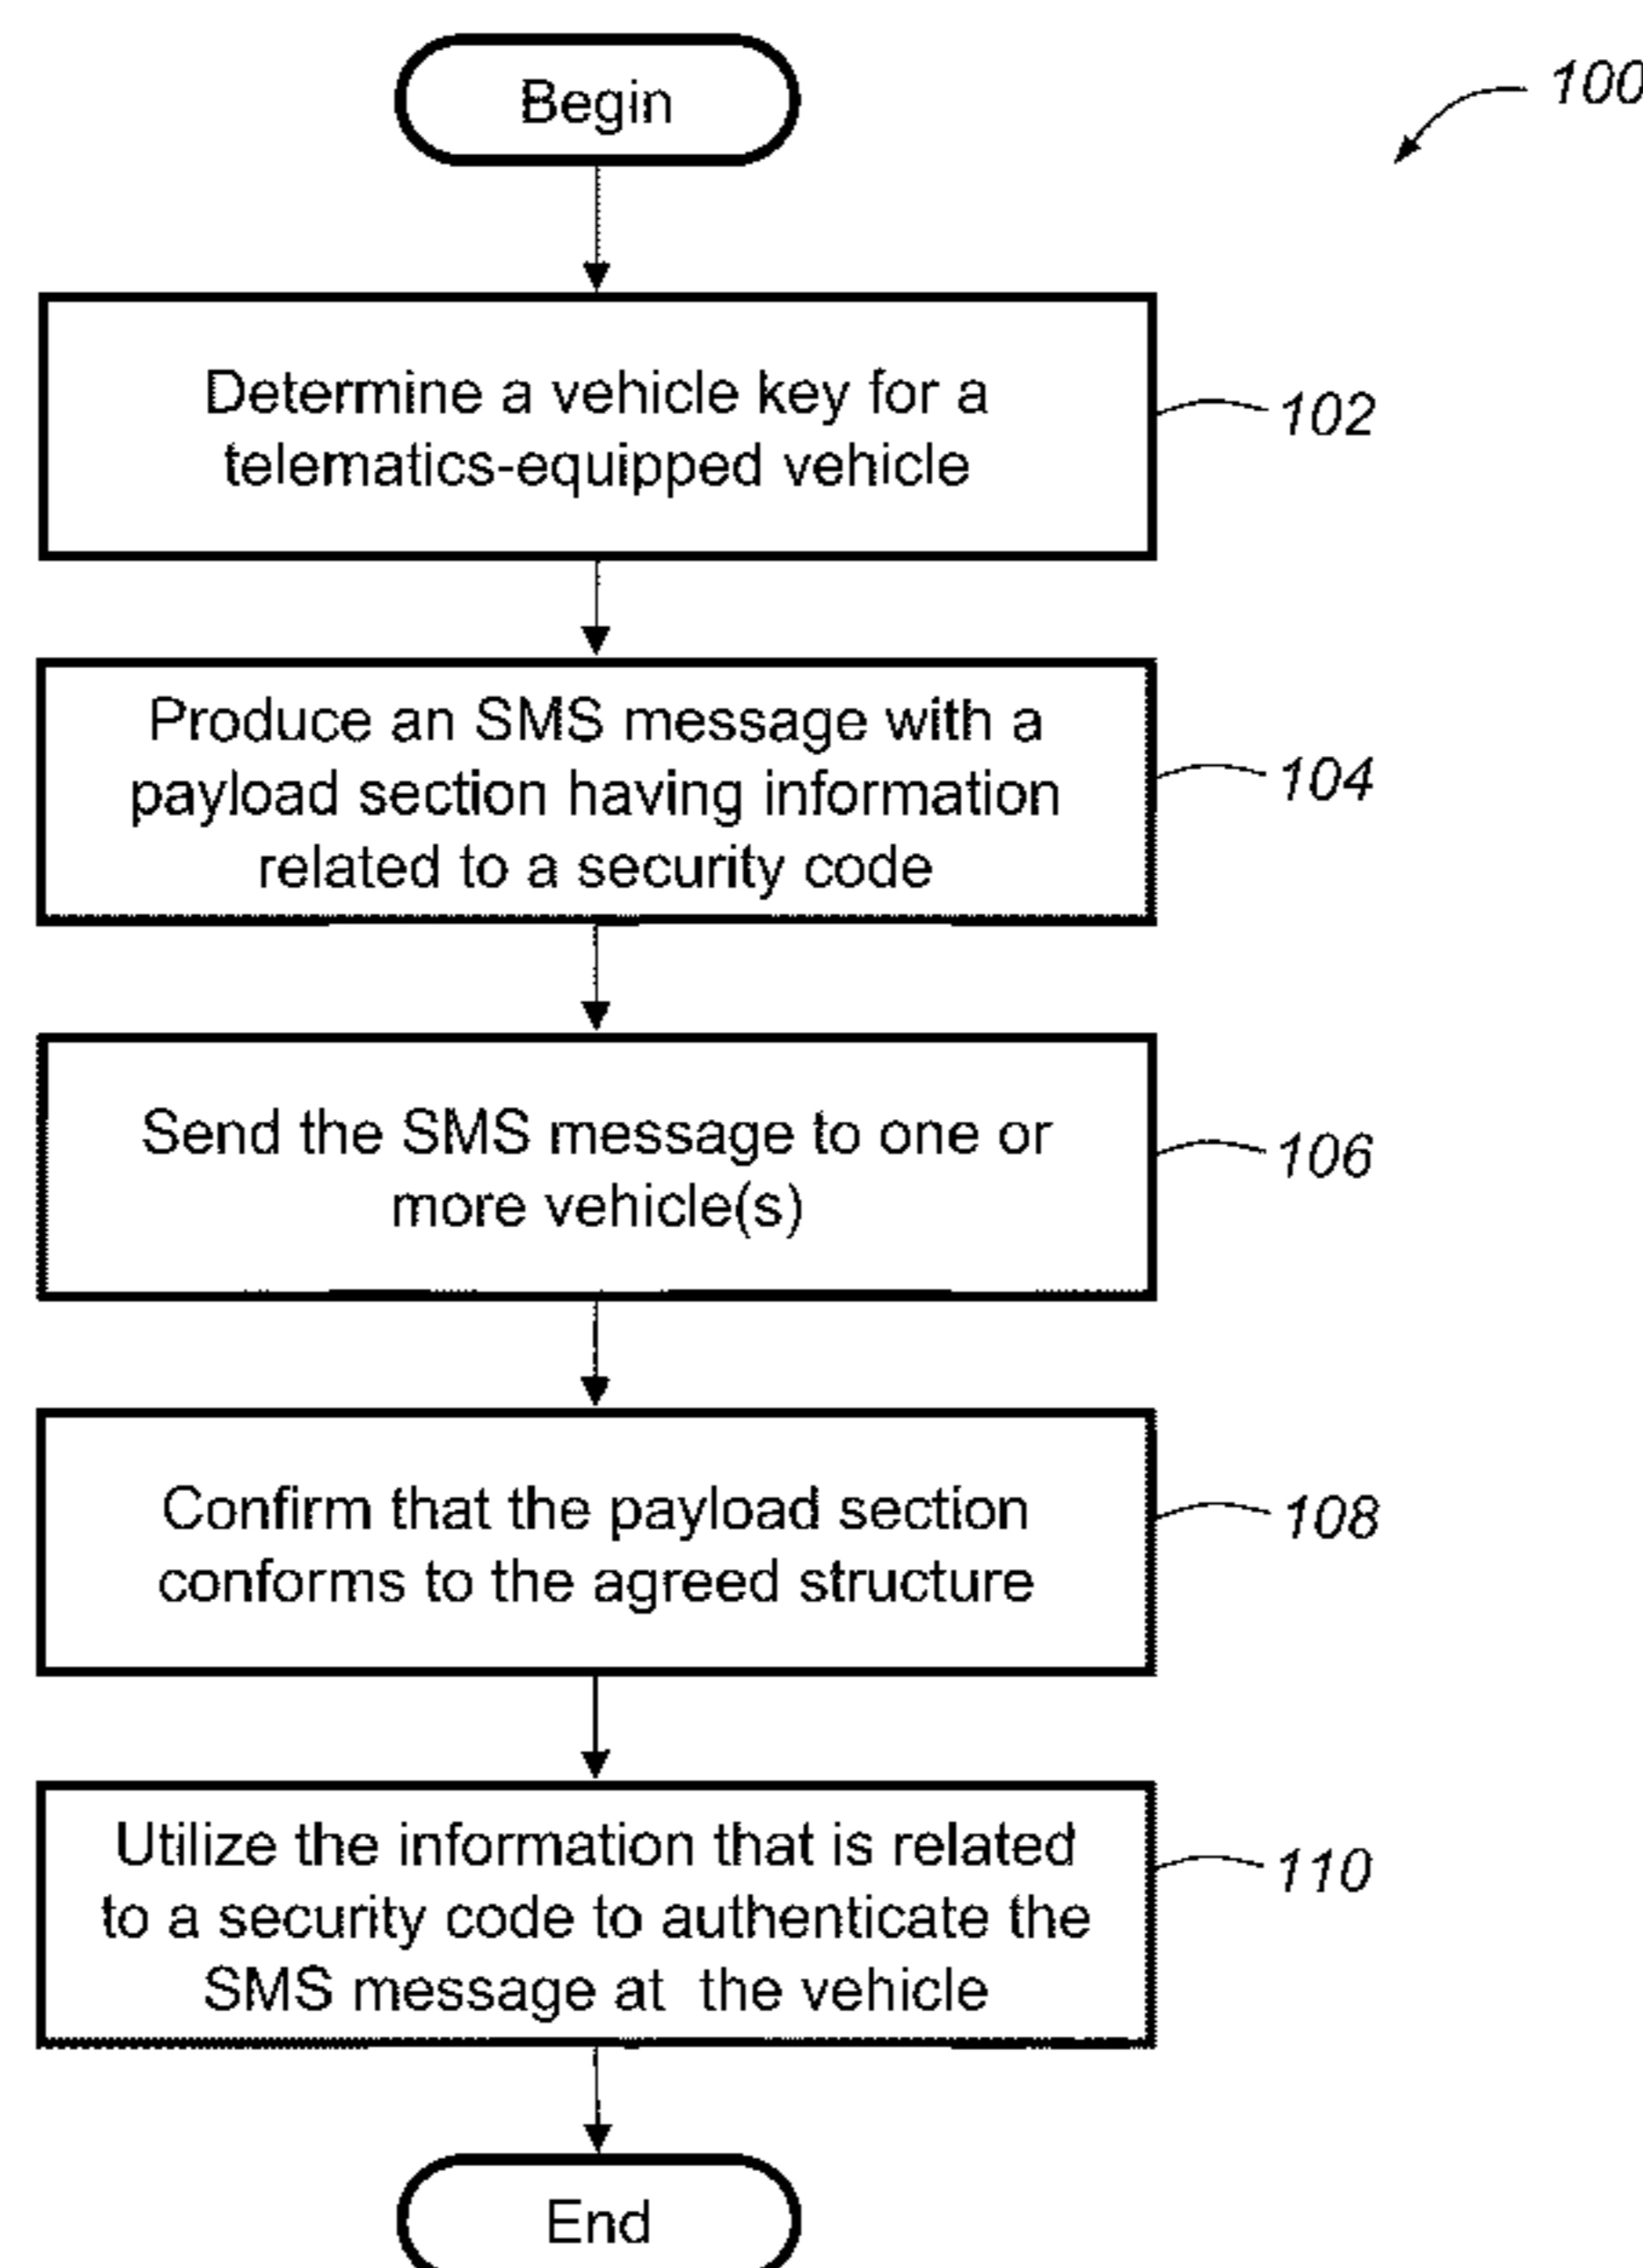 Begin
100
Determine a vehicle key for a
telematics-equipped vehicle
102
Produce an SMS message with a
payload section having information
related to a security code
104
Send the SMS message to one or
more vehicle(s)
106
Confirm that the payload section
conforms to the agreed structure
108
Utilize the information that is related
to a security code to authenticate the
SMS message at the vehicle
110
End